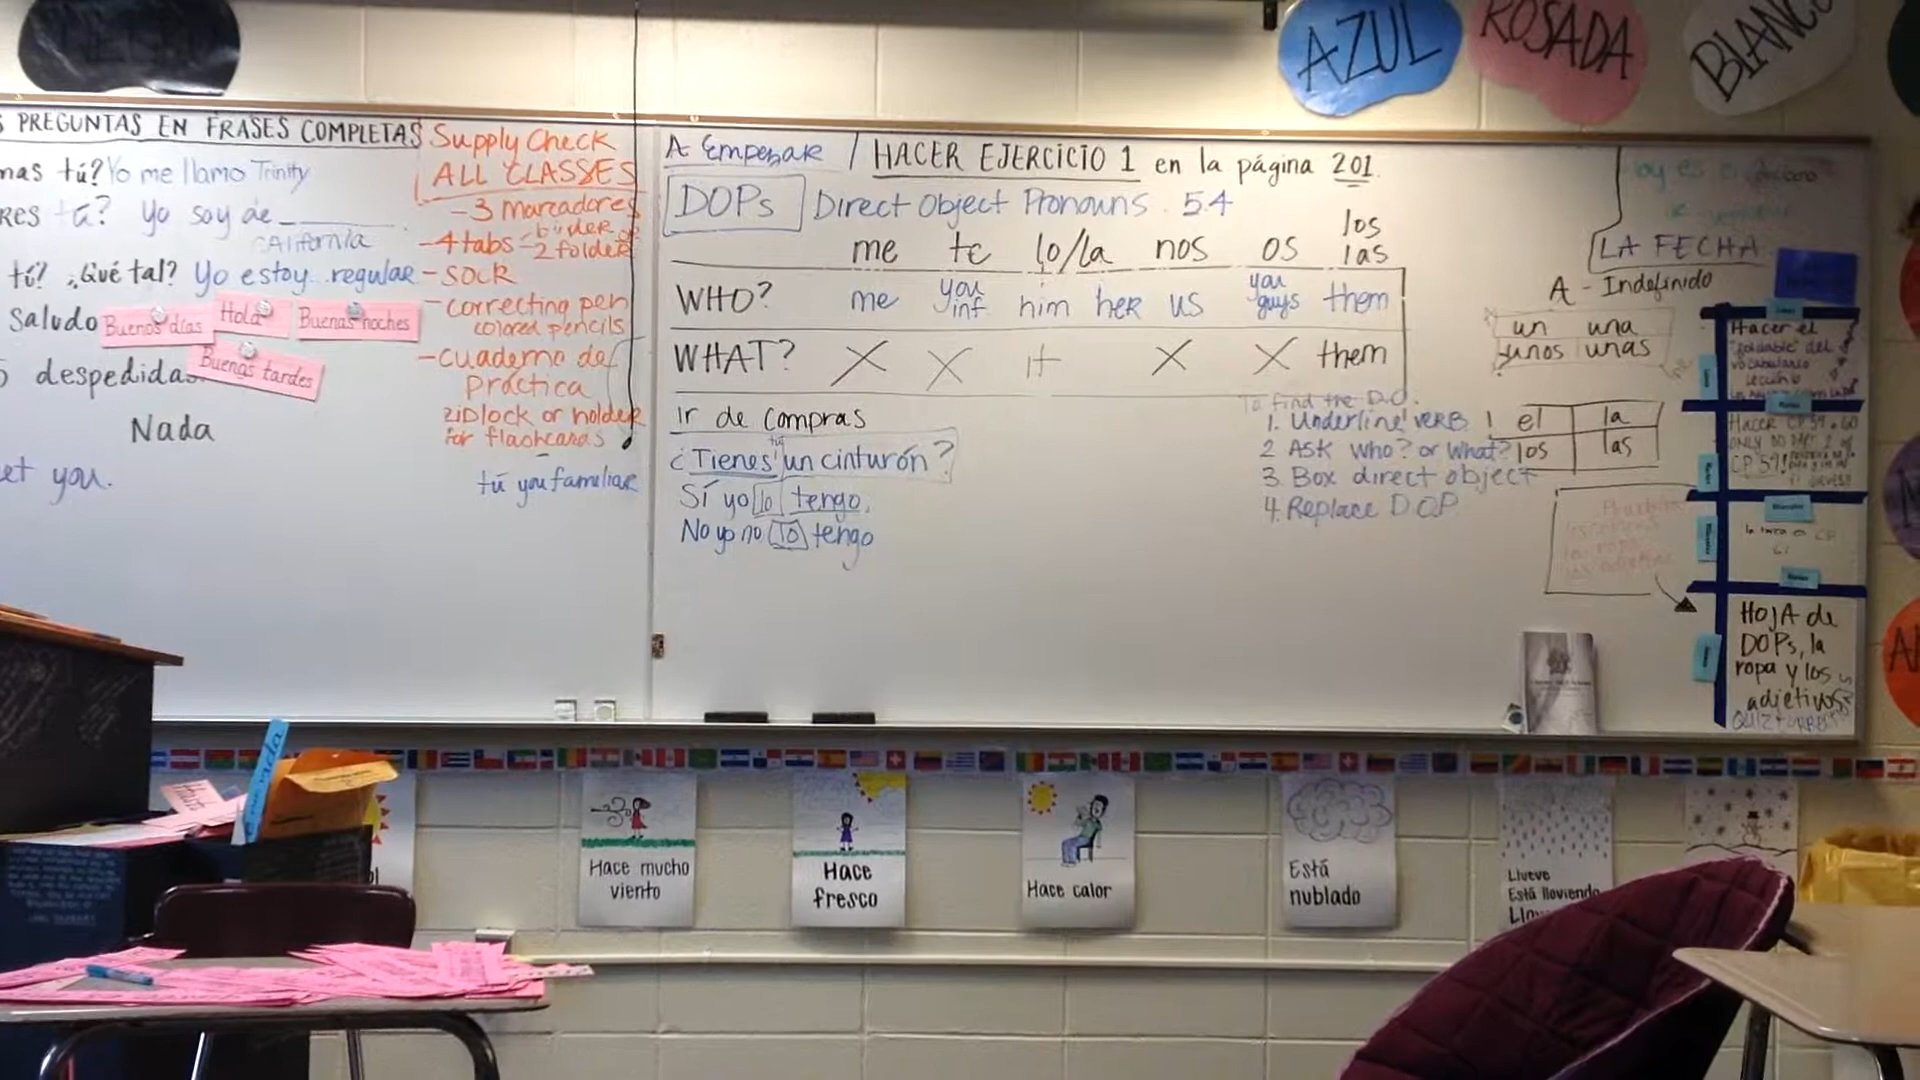 AZUL
ROSADA
BLANCO
PREGUNTAS EN FRASES COMPLETAS
tú? Yo me llamo Trinity
RES tú? Yo soy de
California
tú? ¿Qué tal? Yo estoy regular
Saludo
Buenos días
Hola
Buenas noches
despedidas
Buenas tardes
Nada
et you.
Supply Check
ALL CLASSES
- 3 marcadores
- 4 tabs - binder or
2 folder
- SOCK
- correcting pen
colored pencils
- cuaderno de
práctica
ziplock or holder
for flashcards
tú you familiar
A Empezar / HACER EJERCICIO 1 en la página 201.
DOPs Direct Object Pronouns 5.4
me te lo/la nos os los
las
WHO? me you inf him her us you guys them
WHAT? X X it X X them
Ir de compras
tú
¿Tienes un cinturón?
Sí yo lo tengo.
No yo no lo tengo
To find the D.O.
1. Underline verb
2 Ask who? or What?
3. Box direct object
4. Replace D.O.P.
LA FECHA
A - Indefinido
un una
unos unas
el la
los las
Hacer el
"foldable" del
vocabulario
HOJA de
DOPs, la
ropa y los
adjetivos
Hace mucho
viento
Hace
fresco
Hace calor
Está
nublado
Llueve
Está lloviendo